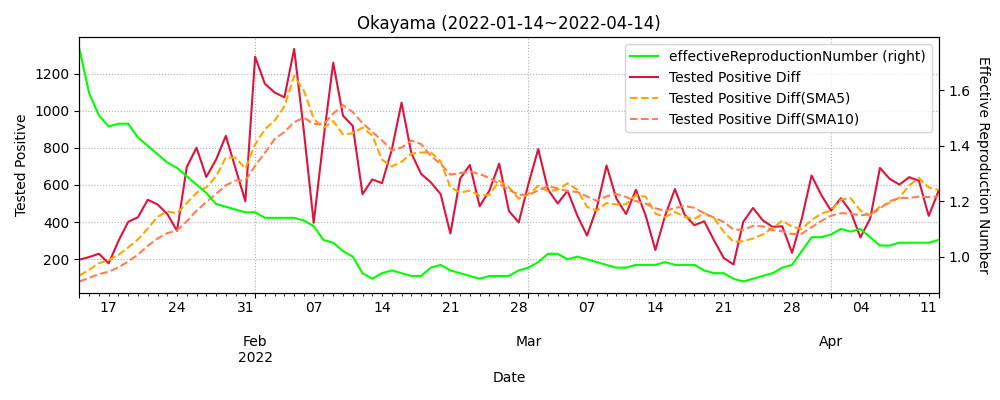 Okayama (2022-01-14~2022-04-14)
effectiveReproductionNumber (right)
Tested Positive Diff
Tested Positive Diff(SMA5)
Tested Positive Diff(SMA10)
Tested Positive
1200
1000
800
600
400
200
Effective Reproduction Number
1.6
1.4
1.2
1.0
17 24 31 07 14 21 28 07 14 21 28 04 11
Feb Mar Apr
2022
Date